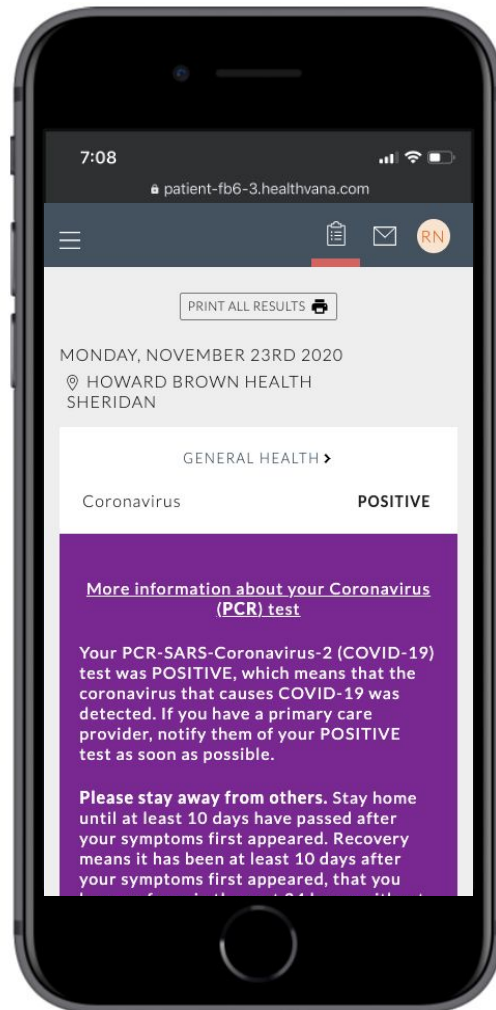 7:08
patient-fb6-3.healthvana.com
RN
PRINT ALL RESULTS
MONDAY, NOVEMBER 23RD 2020
HOWARD BROWN HEALTH
SHERIDAN
GENERAL HEALTH >
Coronavirus POSITIVE
More information about your Coronavirus
(PCR) test
Your PCR-SARS-Coronavirus-2 (COVID-19)
test was POSITIVE, which means that the
coronavirus that causes COVID-19 was
detected. If you have a primary care
provider, notify them of your POSITIVE
test as soon as possible.
Please stay away from others. Stay home
until at least 10 days have passed after
your symptoms first appeared. Recovery
means it has been at least 10 days after
your symptoms first appeared, that you